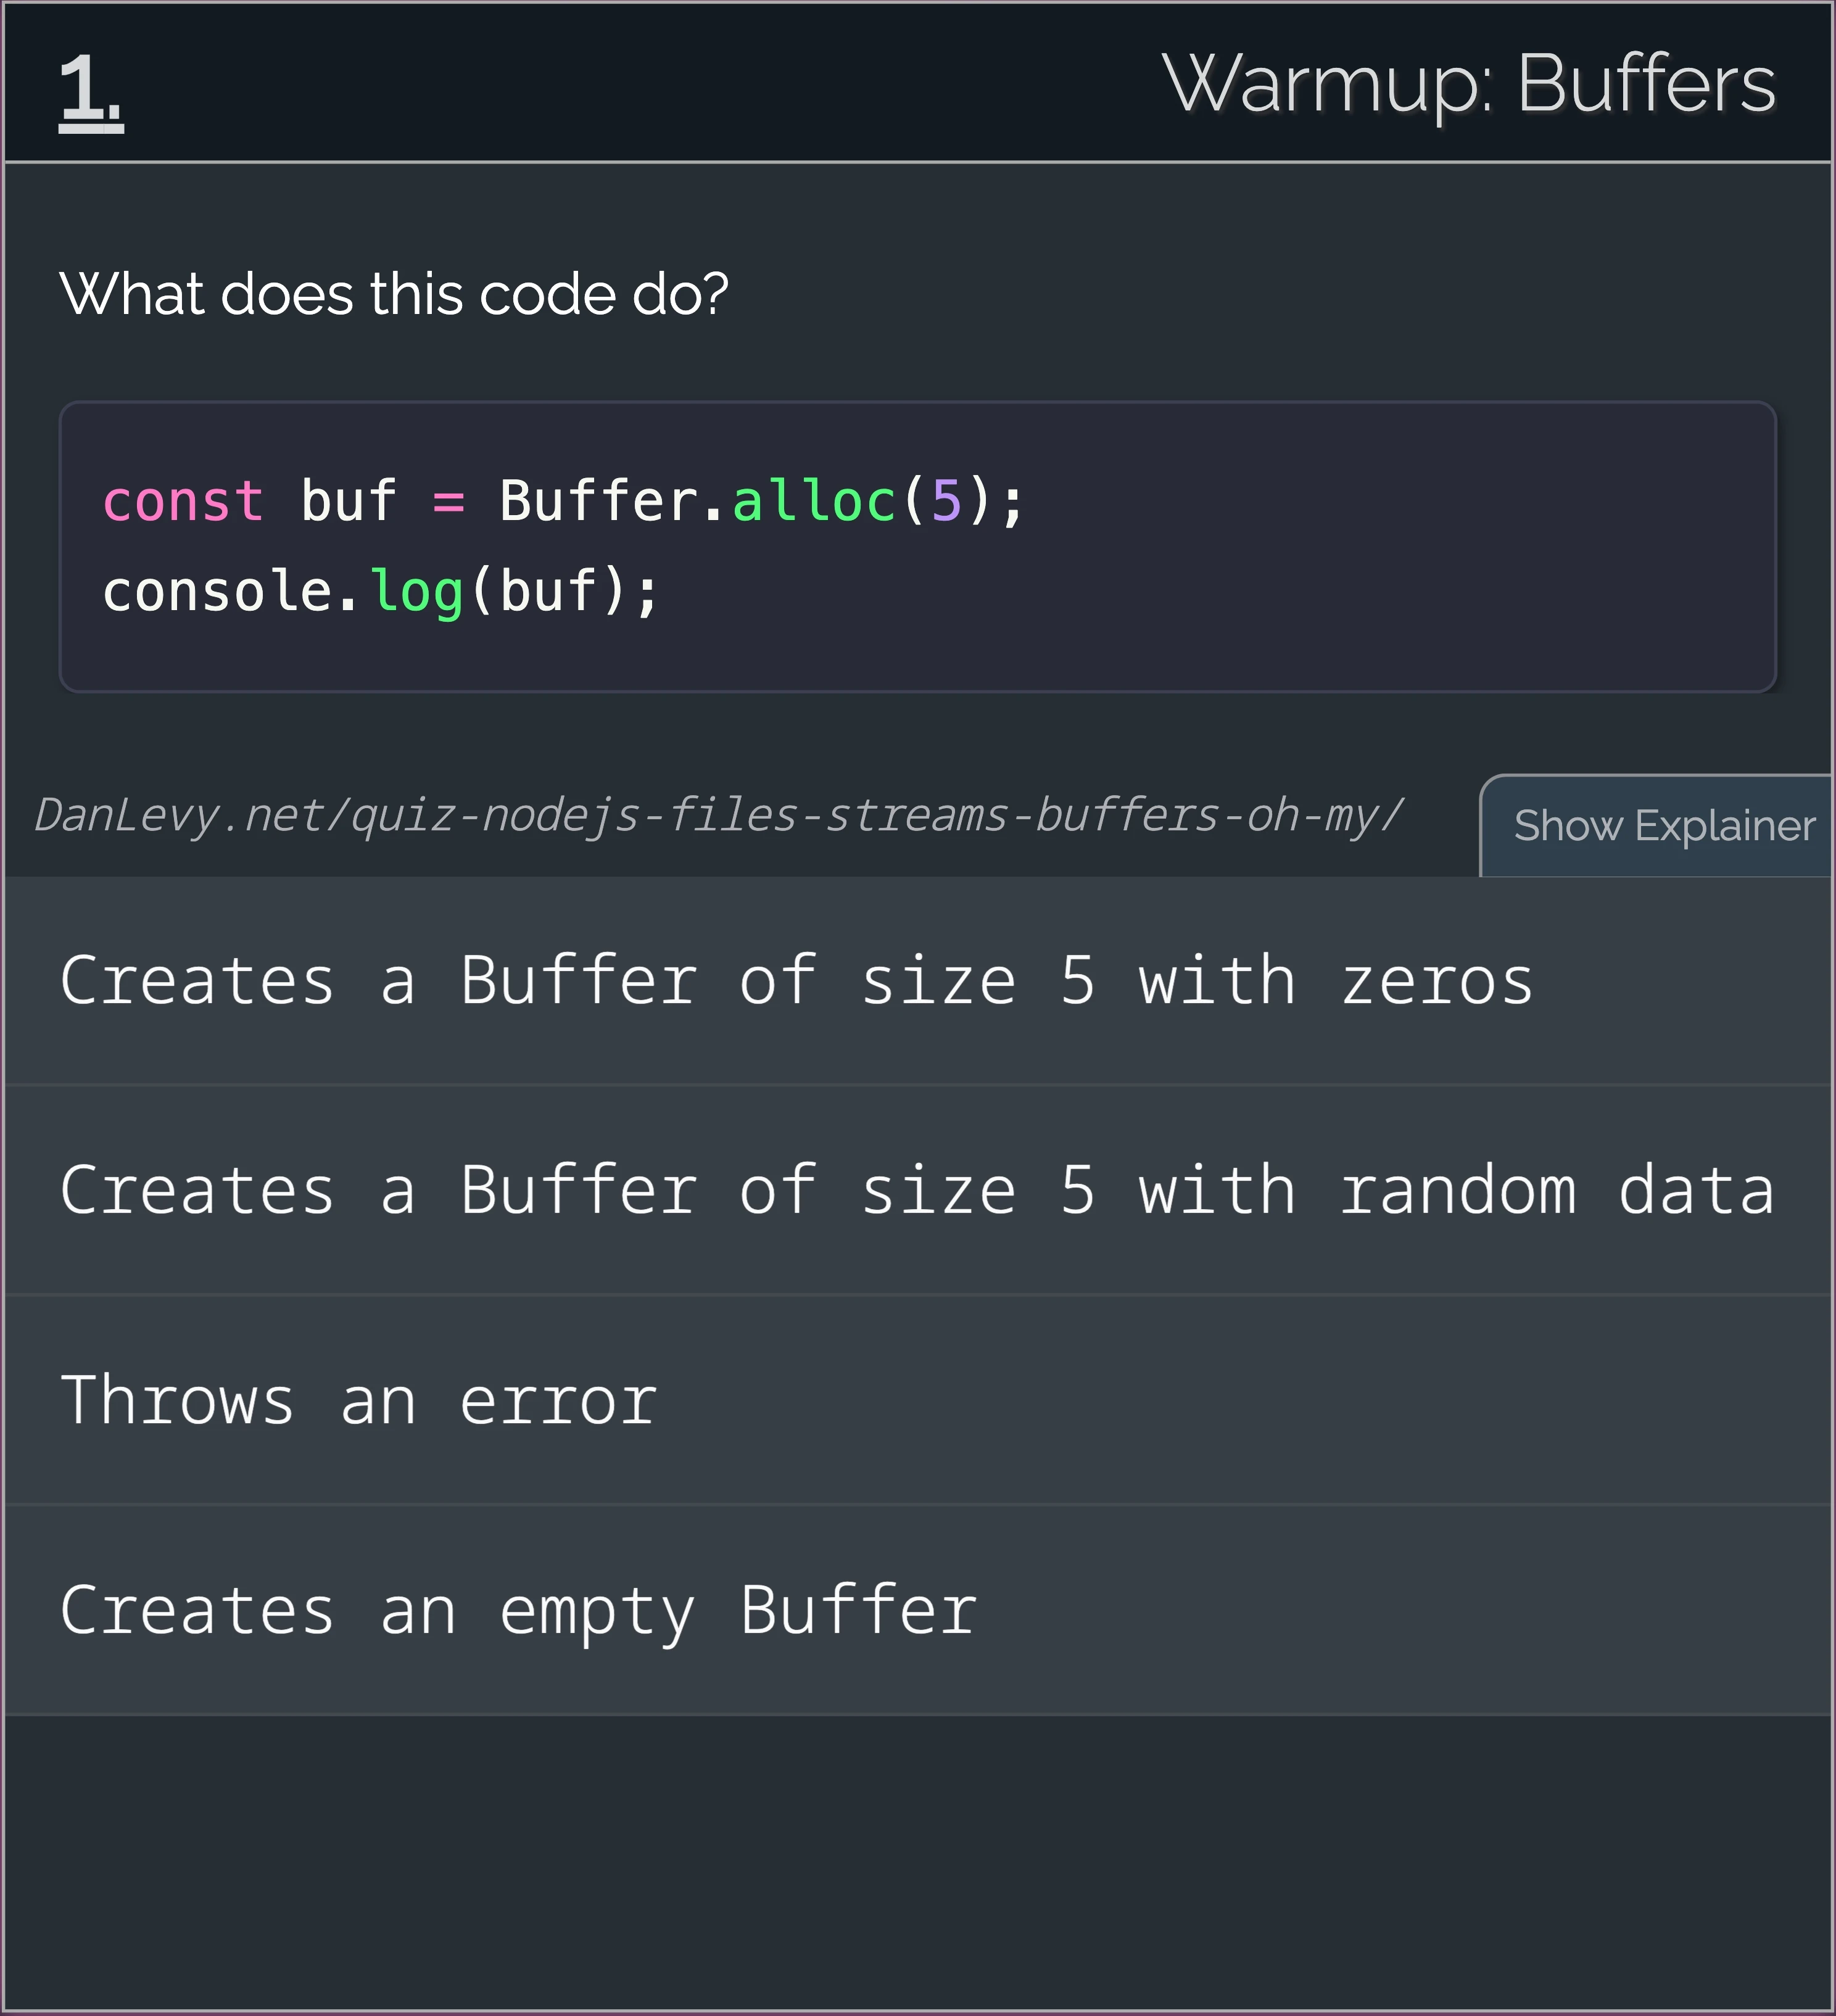 1.
Warmup: Buffers
What does this code do?
const buf = Buffer.alloc(5);
console.log(buf);
DanLevy.net/quiz-nodejs-files-streams-buffers-oh-my/
Show Explainer
Creates a Buffer of size 5 with zeros
Creates a Buffer of size 5 with random data
Throws an error
Creates an empty Buffer